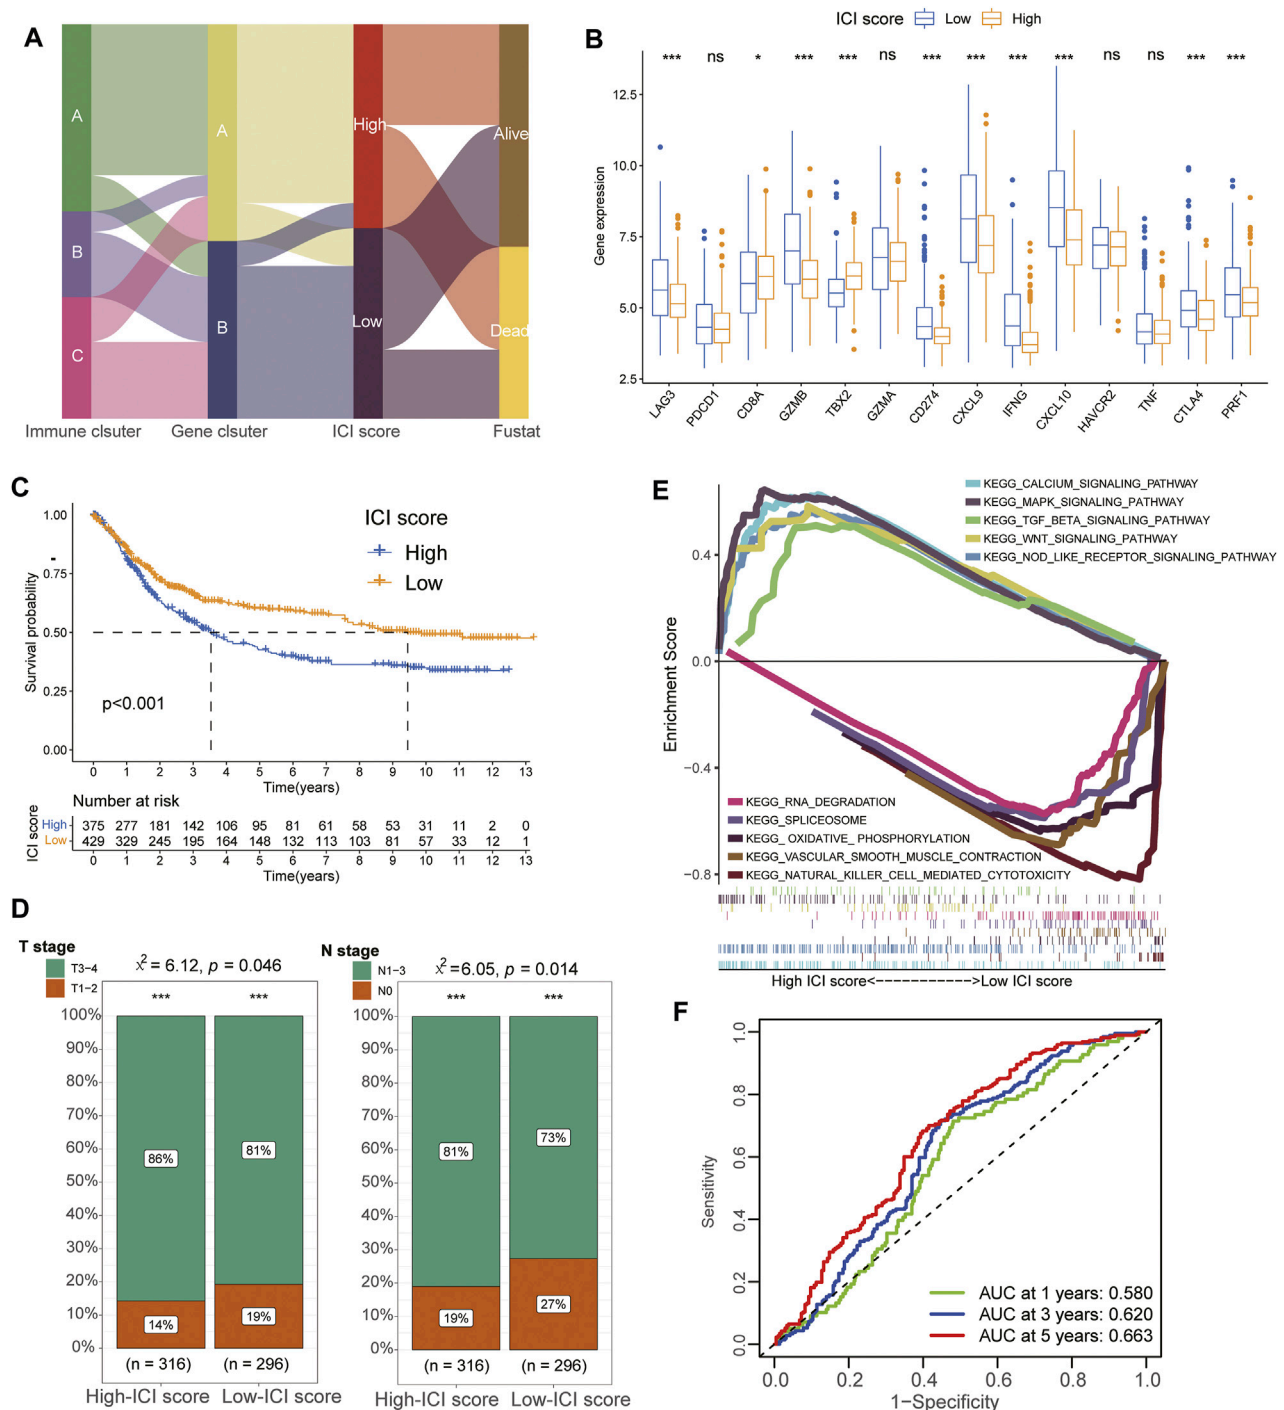 A
A
B
C
A
B
High
Low
Alive
Dead
Immune clsuter
Gene clsuter
ICI score
Fustat
B
ICI score
Low
High
*** ns * *** *** ns *** *** *** *** ns ns *** ***
Gene expression
12.5
10.0
7.5
5.0
2.5
LAG3
PDCD1
CD8A
GZMB
TBX2
GZMA
CD274
CXCL9
IFNG
CXCL10
HAVCR2
TNF
CTLA4
PRF1
C
ICI score
High
Low
Survival probability
1.00
0.75
0.50
0.25
0.00
p<0.001
0 1 2 3 4 5 6 7 8 9 10 11 12 13
Time(years)
Number at risk
ICI score
High 375 277 181 142 106 95 81 61 58 53 31 11 2 0
Low 429 329 245 195 164 148 132 113 103 81 57 33 12 1
0 1 2 3 4 5 6 7 8 9 10 11 12 13
Time(years)
D
T stage
T3-4
T1-2
x²=6.12, p = 0.046
*** ***
100%
90%
80%
70%
60%
50%
40%
30%
20%
10%
0%
86%
81%
14%
19%
(n = 316) (n = 296)
High-ICI score Low-ICI score
N stage
N1-3
N0
x²=6.05, p = 0.014
*** ***
100%
90%
80%
70%
60%
50%
40%
30%
20%
10%
0%
81%
73%
19%
27%
(n = 316) (n = 296)
High-ICI score Low-ICI score
E
KEGG_CALCIUM_SIGNALING_PATHWAY
KEGG_MAPK_SIGNALING_PATHWAY
KEGG_TGF_BETA_SIGNALING_PATHWAY
KEGG_WNT_SIGNALING_PATHWAY
KEGG_NOD_LIKE_RECEPTOR_SIGNALING_PATHWAY
Enrichment Score
0.4
0.0
−0.4
−0.8
KEGG_RNA_DEGRADATION
KEGG_SPLICEOSOME
KEGG_OXIDATIVE_PHOSPHORYLATION
KEGG_VASCULAR_SMOOTH_MUSCLE_CONTRACTION
KEGG_NATURAL_KILLER_CELL_MEDIATED_CYTOTOXICITY
High ICI score<------------->Low ICI score
F
Sensitivity
1.0
0.8
0.6
0.4
0.2
0.0
AUC at 1 years: 0.580
AUC at 3 years: 0.620
AUC at 5 years: 0.663
0.0 0.2 0.4 0.6 0.8 1.0
1−Specificity